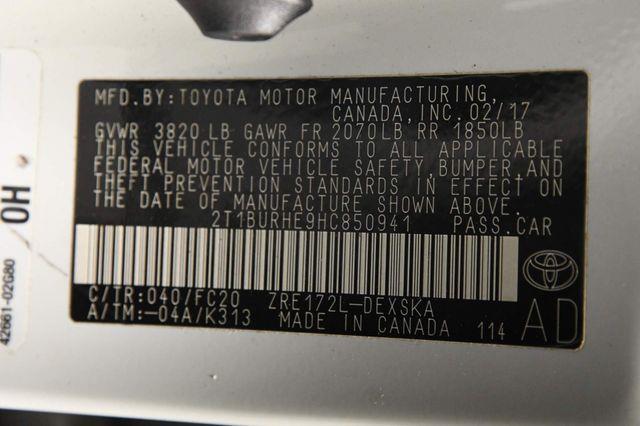 MFD.BY:TOYOTA MOTOR MANUFACTURING,
CANADA, INC. 02/17
GVWR 3820 LB GAWR FR 2070LB RR 1850LB
THIS VEHICLE CONFORMS TO ALL APPLICABLE
FEDERAL MOTOR VEHICLE SAFETY,BUMPER,AND
THEFT PREVENTION STANDARDS IN EFFECT ON
THE DATE OF MANUFACTURE SHOWN ABOVE.
2T1BURHE9HC850941 PASS.CAR
C/TR:040/FC20 ZRE172L-DEXSKA
A/TM:-04A/K313 MADE IN CANADA 114
AD
OH
42661-02G80